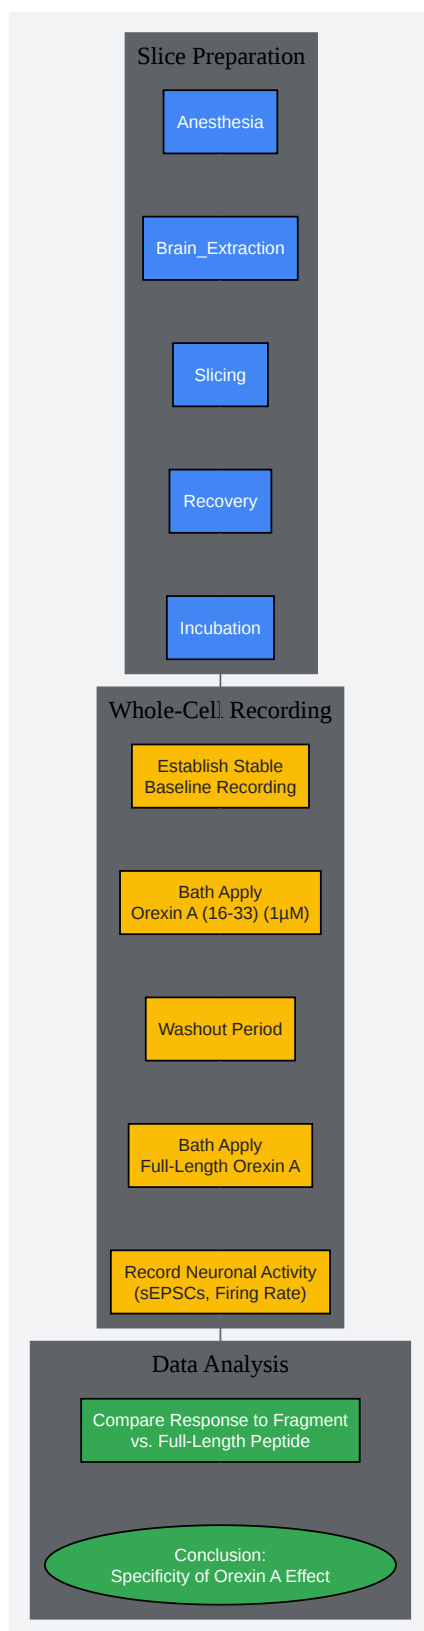 Slice Preparation
Anesthesia
Brain_Extraction
Slicing
Recovery
Incubation
Whole-Cell Recording
Establish Stable
Baseline Recording
Bath Apply
Orexin A (16-33) (1µM)
Washout Period
Bath Apply
Full-Length Orexin A
Record Neuronal Activity
(sEPSCs, Firing Rate)
Data Analysis
Compare Response to Fragment
vs. Full-Length Peptide
Conclusion:
Specificity of Orexin A Effect